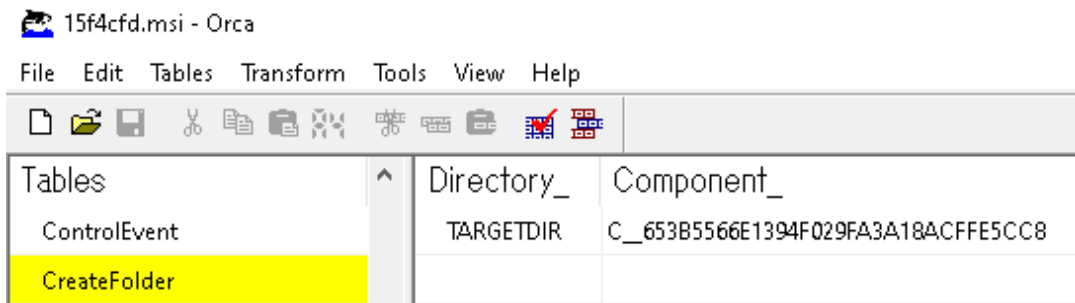 15f4cfd.msi - Orca
File Edit Tables Transform Tools View Help
Tables Directory_ Component_
ControlEvent TARGETDIR C__653B5566E1394F029FA3A18ACFFE5CC8
CreateFolder